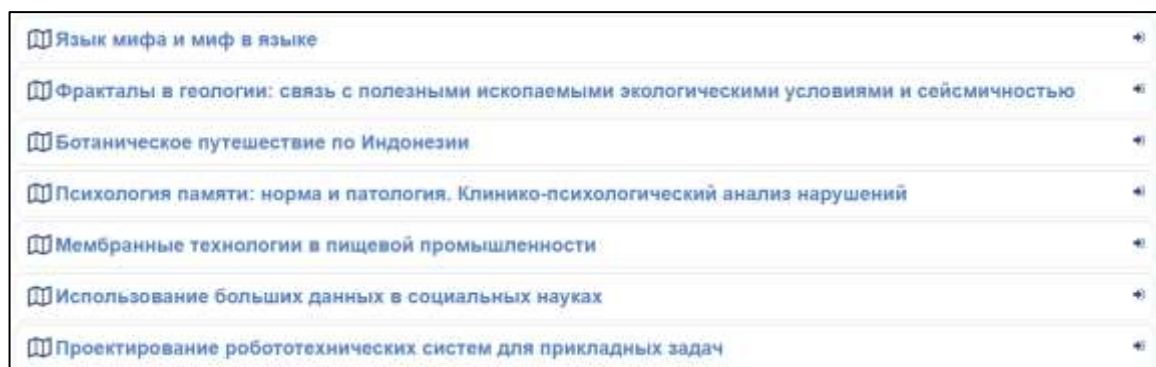 Язык мифа и миф в языке
Фракталы в геологии: связь с полезными ископаемыми экологическими условиями и сейсмичностью
Ботаническое путешествие по Индонезии
Психология памяти: норма и патология. Клинико-психологический анализ нарушений
Мембранные технологии в пищевой промышленности
Использование больших данных в социальных науках
Проектирование робототехнических систем для прикладных задач